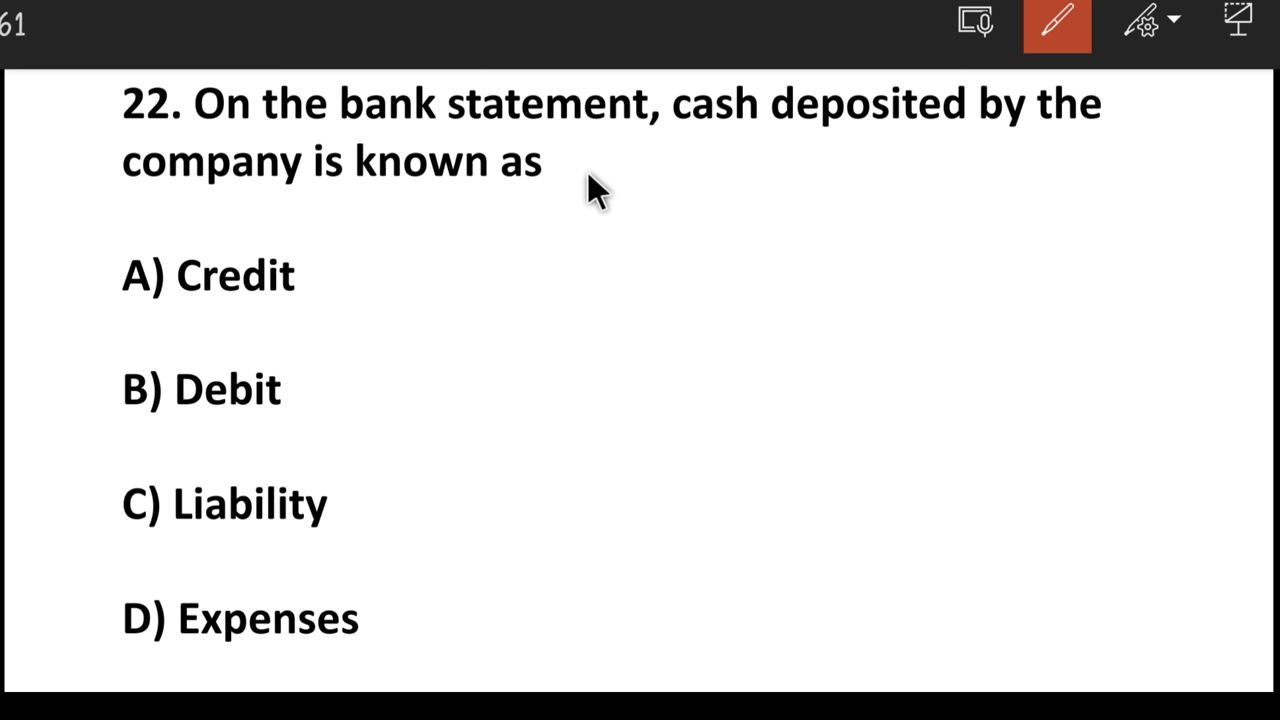 61
22. On the bank statement, cash deposited by the
company is known as
A) Credit
B) Debit
C) Liability
D) Expenses